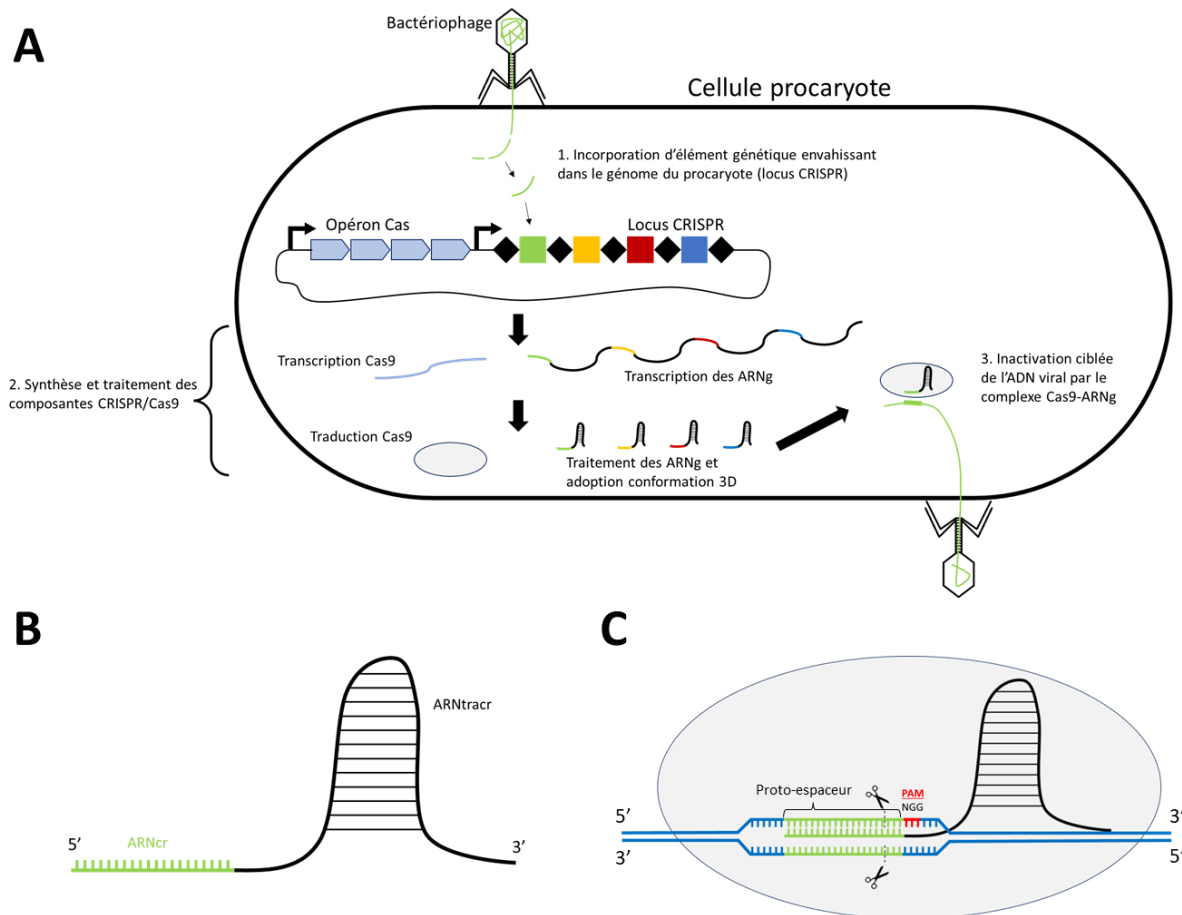 A
Bactériophage
Cellule procaryote
1. Incorporation d'élément génétique envahissant
dans le génome du procaryote (locus CRISPR)
Opéron Cas
Locus CRISPR
2. Synthèse et traitement des
composantes CRISPR/Cas9
Transcription Cas9
Transcription des ARNg
3. Inactivation ciblée
de l'ADN viral par le
complexe Cas9-ARNg
Traduction Cas9
Traitement des ARNg et
adoption conformation 3D
B
ARNtracr
5'
ARNcr
3'
C
Proto-espaceur
PAM
NGG
5'
3'
3'
5'